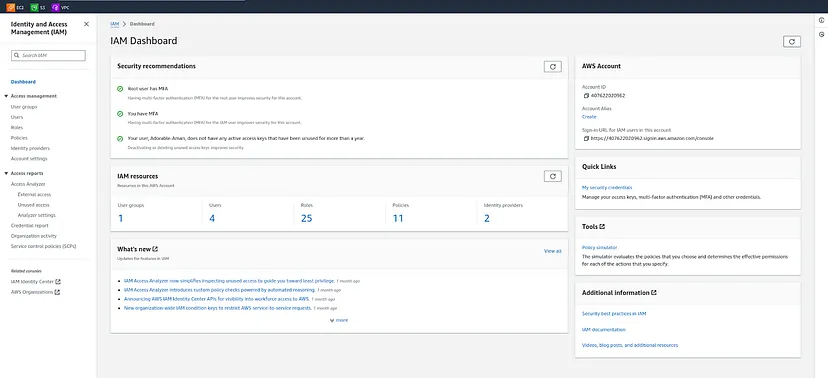 EC2 S3 VPC
Identity and Access
Management (IAM)
Search IAM
Dashboard
Access management
User groups
Users
Roles
Policies
Identity providers
Account settings
Access reports
Access Analyzer
External access
Unused access
Analyzer settings
Credential report
Organization activity
Service control policies (SCPs)
Related consoles
IAM Identity Center
AWS Organizations
IAM > Dashboard
IAM Dashboard
Security recommendations
Root user has MFA
Having multi-factor authentication (MFA) for the root user improves security for this account.
You have MFA
Having multi-factor authentication (MFA) for the IAM user improves security for this account.
Your user, Adorable-Aman, does not have any active access keys that have been unused for more than a year.
Deactivating or deleting unused access keys improves security.
IAM resources
Resources in this AWS Account
User groups Users Roles Policies Identity providers
1 4 25 11 2
What's new
View all
Updates for features in IAM
IAM Access Analyzer now simplifies inspecting unused access to guide you toward least privilege. 1 month ago
IAM Access Analyzer introduces custom policy checks powered by automated reasoning. 1 month ago
Announcing AWS IAM Identity Center APIs for visibility into workforce access to AWS. 1 month ago
New organization-wide IAM condition keys to restrict AWS service-to-service requests. 1 month ago
more
AWS Account
Account ID
407622020962
Account Alias
Create
Sign-in URL for IAM users in this account
https://407622020962.signin.aws.amazon.com/console
Quick Links
My security credentials
Manage your access keys, multi-factor authentication (MFA) and other credentials.
Tools
Policy simulator
The simulator evaluates the policies that you choose and determines the effective permissions
for each of the actions that you specify.
Additional information
Security best practices in IAM
IAM documentation
Videos, blog posts, and additional resources